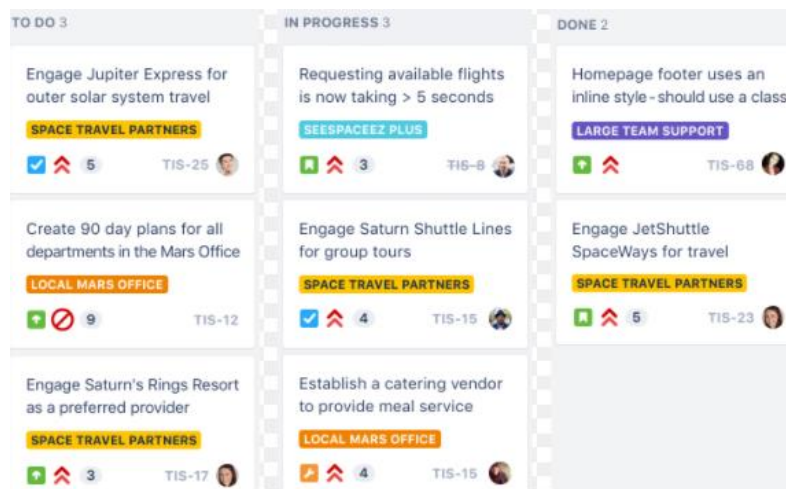 TO DO 3
Engage Jupiter Express for
outer solar system travel
SPACE TRAVEL PARTNERS
5 TIS-25
Create 90 day plans for all
departments in the Mars Office
LOCAL MARS OFFICE
9 TIS-12
Engage Saturn's Rings Resort
as a preferred provider
SPACE TRAVEL PARTNERS
3 TIS-17
IN PROGRESS 3
Requesting available flights
is now taking > 5 seconds
SEESPACEEZ PLUS
3 TIS-8
Engage Saturn Shuttle Lines
for group tours
SPACE TRAVEL PARTNERS
4 TIS-15
Establish a catering vendor
to provide meal service
LOCAL MARS OFFICE
4 TIS-15
DONE 2
Homepage footer uses an
inline style-should use a class
LARGE TEAM SUPPORT
TIS-68
Engage JetShuttle
SpaceWays for travel
SPACE TRAVEL PARTNERS
5 TIS-23